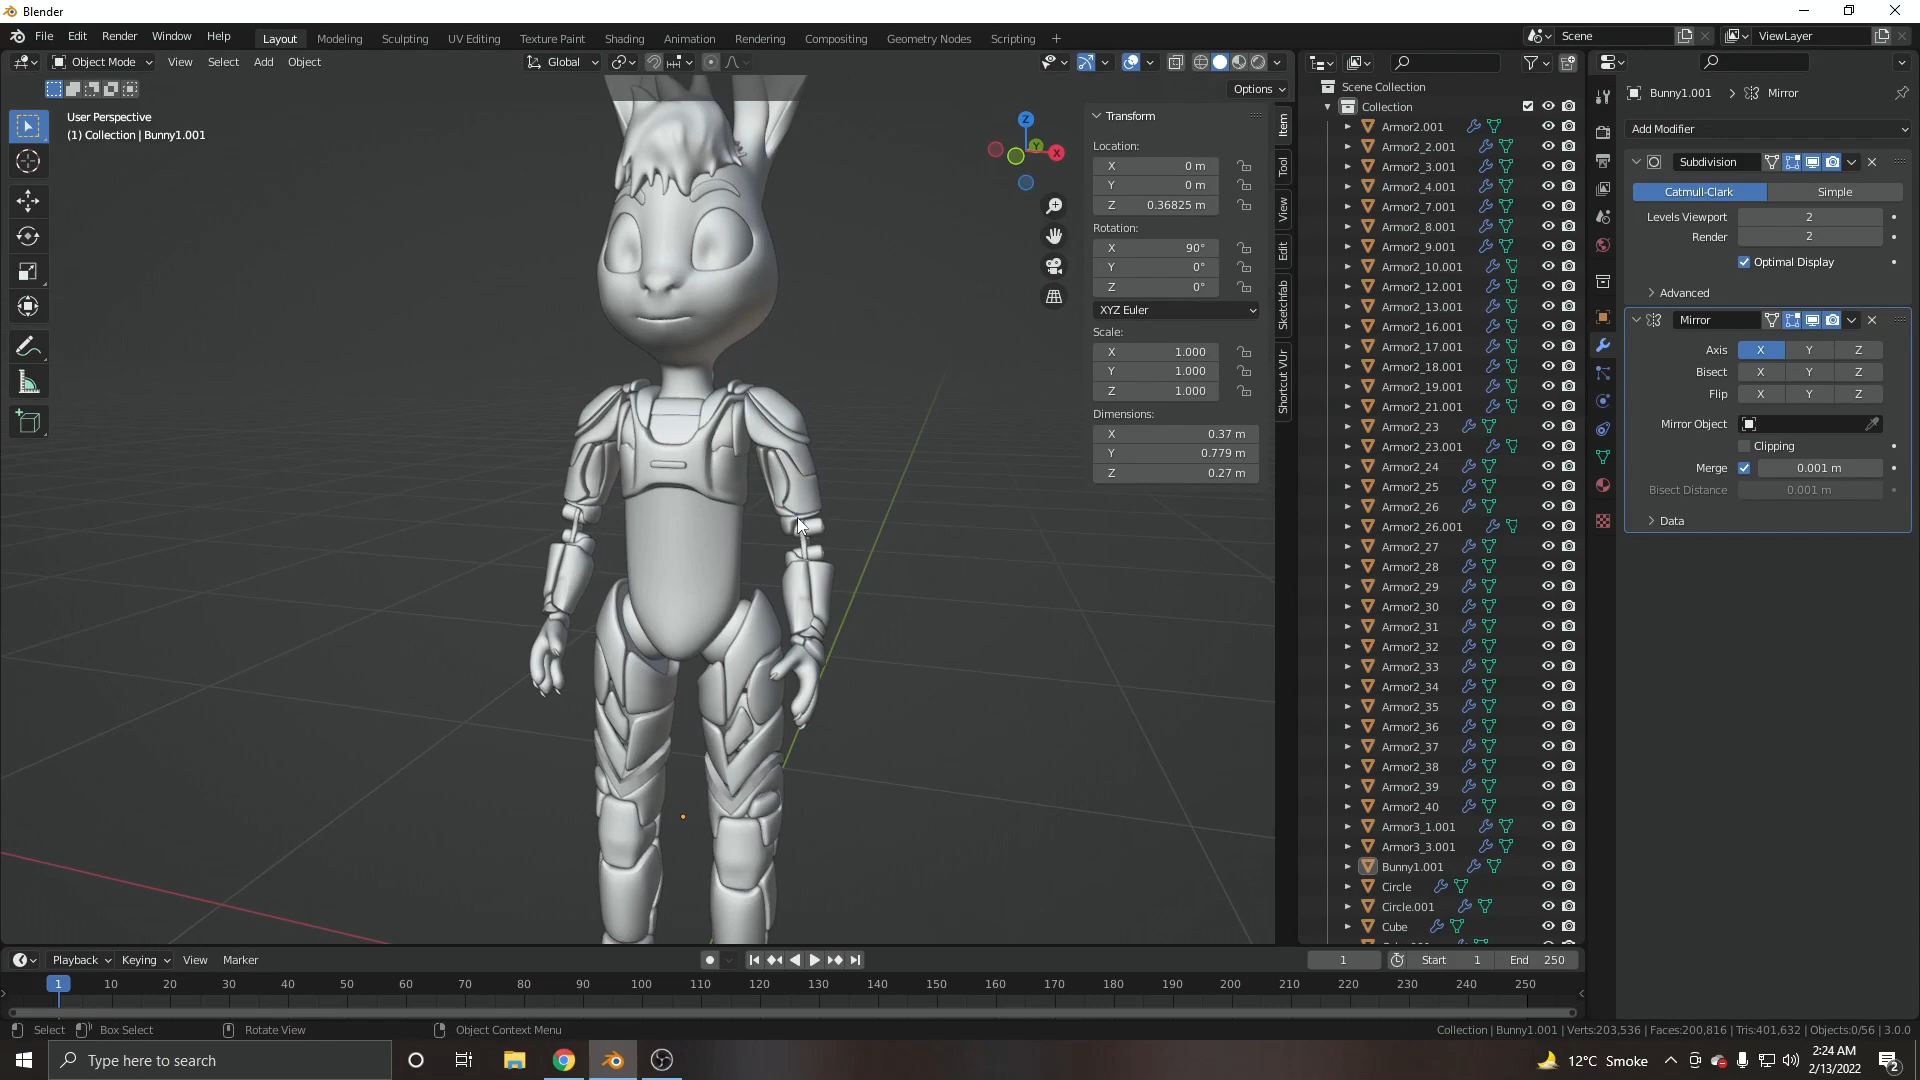 Blender
File Edit Render Window Help
Layout Modeling Sculpting UV Editing Texture Paint Shading Animation Rendering Compositing Geometry Nodes Scripting +
Scene
ViewLayer
Object Mode View Select Add Object
Global
Options
User Perspective
(1) Collection | Bunny1.001
Z
Y
X
Transform
Location:
X 0 m
Y 0 m
Z 0.36825 m
Rotation:
X 90°
Y 0°
Z 0°
XYZ Euler
Scale:
X 1.000
Y 1.000
Z 1.000
Dimensions:
X 0.37 m
Y 0.779 m
Z 0.27 m
Item
Tool
View
Edit
Sketchfab
Shortcut VUr
Scene Collection
Collection
Armor2.001
Armor2_2.001
Armor2_3.001
Armor2_4.001
Armor2_7.001
Armor2_8.001
Armor2_9.001
Armor2_10.001
Armor2_12.001
Armor2_13.001
Armor2_16.001
Armor2_17.001
Armor2_18.001
Armor2_19.001
Armor2_21.001
Armor2_23
Armor2_23.001
Armor2_24
Armor2_25
Armor2_26
Armor2_26.001
Armor2_27
Armor2_28
Armor2_29
Armor2_30
Armor2_31
Armor2_32
Armor2_33
Armor2_34
Armor2_35
Armor2_36
Armor2_37
Armor2_38
Armor2_39
Armor2_40
Armor3_1.001
Armor3_3.001
Bunny1.001
Circle
Circle.001
Cube
Bunny1.001 Mirror
Add Modifier
Subdivision
Catmull-Clark Simple
Levels Viewport 2
Render 2
Optimal Display
Advanced
Mirror
Axis X Y Z
Bisect X Y Z
Flip X Y Z
Mirror Object
Clipping
Merge 0.001 m
Bisect Distance 0.001 m
Data
Playback Keying View Marker
1 Start 1 End 250
1 10 20 30 40 50 60 70 80 90 100 110 120 130 140 150 160 170 180 190 200 210 220 230 240 250
Select Box Select Rotate View Object Context Menu
Collection | Bunny1.001 | Verts:203,536 | Faces:200,816 | Tris:401,632 | Objects:0/56 | 3.0.0
Type here to search
12°C Smoke
2:24 AM
2/13/2022
2